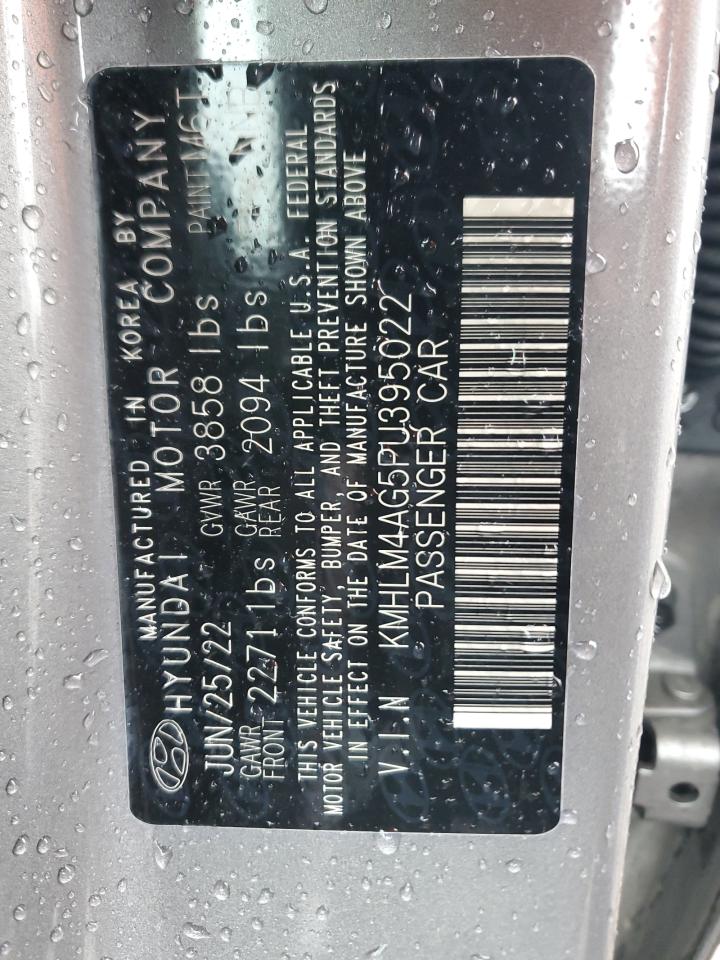 MANUFACTURED IN KOREA BY
HYUNDAI MOTOR COMPANY
JUN/25/22 GVWR 3858 lbs PAINT M6T
GAWR FRONT 2271 lbs GAWR REAR 2094 lbs
THIS VEHICLE CONFORMS TO ALL APPLICABLE U.S.A. FEDERAL
MOTOR VEHICLE SAFETY, BUMPER, AND THEFT PREVENTION STANDARDS
IN EFFECT ON THE DATE OF MANUFACTURE SHOWN ABOVE
V.I.N KMHLM4AG5PU395022
PASSENGER CAR